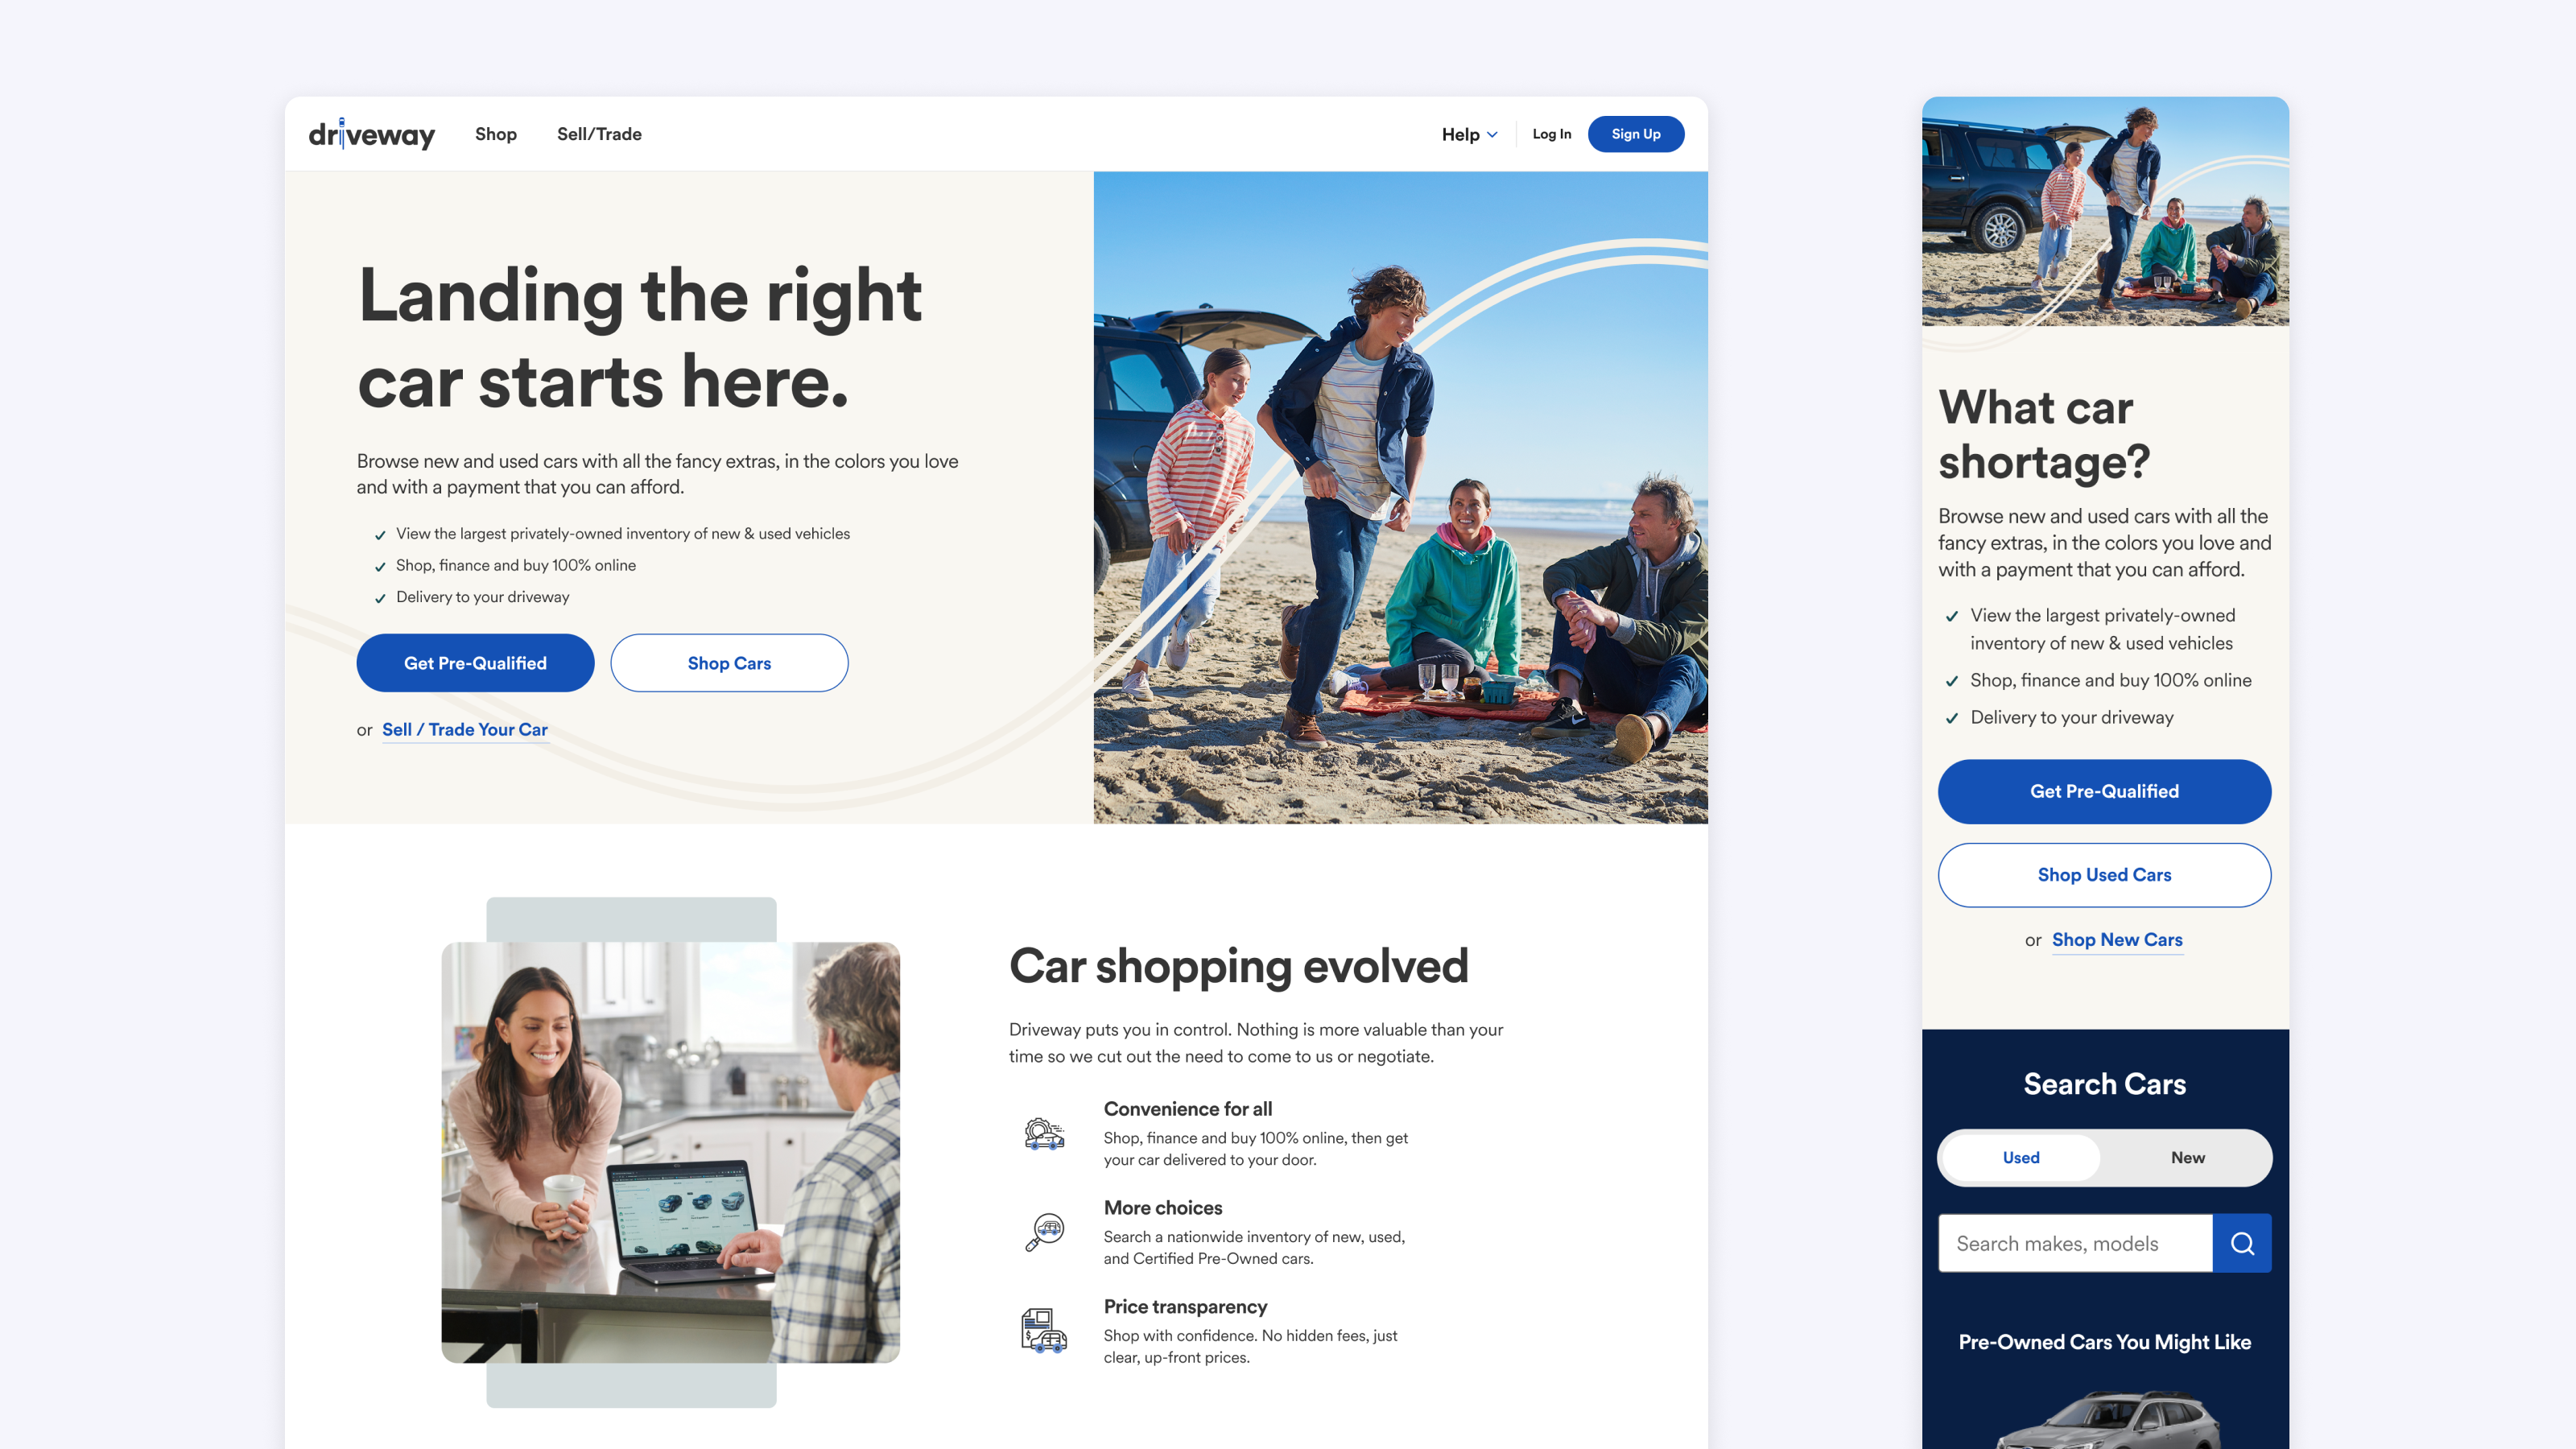 driveway
Shop
Sell/Trade
Help
Log In
Sign Up
Landing the right
car starts here.
Browse new and used cars with all the fancy extras, in the colors you love
and with a payment that you can afford.
View the largest privately-owned inventory of new & used vehicles
Shop, finance and buy 100% online
Delivery to your driveway
Get Pre-Qualified
Shop Cars
or Sell / Trade Your Car
Car shopping evolved
Driveway puts you in control. Nothing is more valuable than your
time so we cut out the need to come to us or negotiate.
Convenience for all
Shop, finance and buy 100% online, then get
your car delivered to your door.
More choices
Search a nationwide inventory of new, used,
and Certified Pre-Owned cars.
Price transparency
Shop with confidence. No hidden fees, just
clear, up-front prices.
What car
shortage?
Browse new and used cars with all the
fancy extras, in the colors you love and
with a payment that you can afford.
View the largest privately-owned
inventory of new & used vehicles
Shop, finance and buy 100% online
Delivery to your driveway
Get Pre-Qualified
Shop Used Cars
or Shop New Cars
Search Cars
Used
New
Search makes, models
Pre-Owned Cars You Might Like